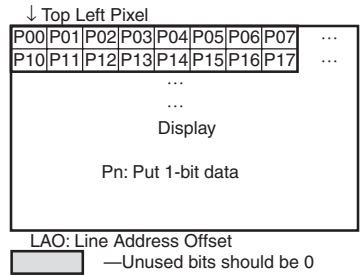 ↓ Top Left Pixel
P00 P01 P02 P03 P04 P05 P06 P07 …
P10 P11 P12 P13 P14 P15 P16 P17 …
…
…
Display
Pn: Put 1-bit data
LAO: Line Address Offset
—Unused bits should be 0